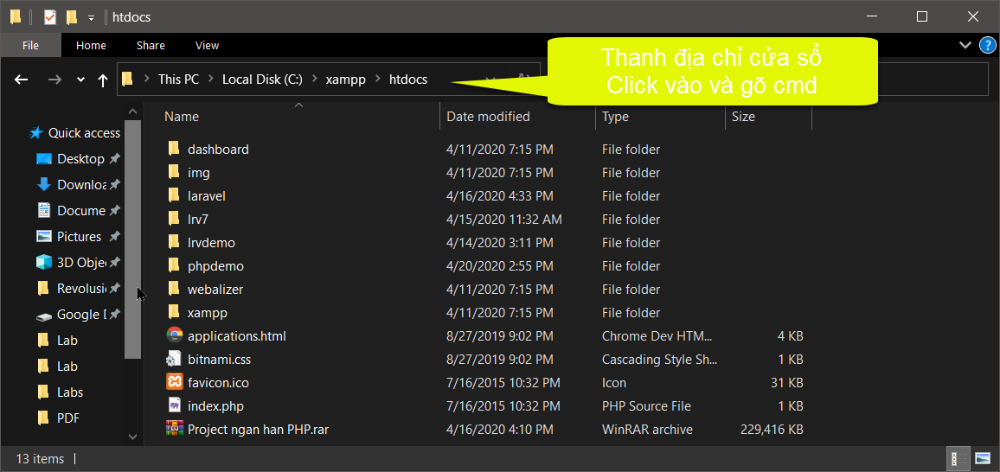 htdocs
File Home Share View
This PC Local Disk (C:) xampp htdocs
Thanh địa chỉ cửa sổ
Click vào và gõ cmd
Name Date modified Type Size
Quick access
Desktop
Downloa
Docume
Pictures
3D Objec
Revolusi
Google D
Lab
Lab
Labs
PDF
dashboard 4/11/2020 7:15 PM File folder
img 4/11/2020 7:15 PM File folder
laravel 4/16/2020 4:33 PM File folder
lrv7 4/15/2020 11:32 AM File folder
lrvdemo 4/14/2020 3:11 PM File folder
phpdemo 4/20/2020 2:55 PM File folder
webalizer 4/11/2020 7:15 PM File folder
xampp 4/11/2020 7:15 PM File folder
applications.html 8/27/2019 9:02 PM Chrome Dev HTM... 4 KB
bitnami.css 8/27/2019 9:02 PM Cascading Style Sh... 1 KB
favicon.ico 7/16/2015 10:32 PM Icon 31 KB
index.php 7/16/2015 10:32 PM PHP Source File 1 KB
Project ngan han PHP.rar 4/16/2020 4:10 PM WinRAR archive 229,416 KB
13 items